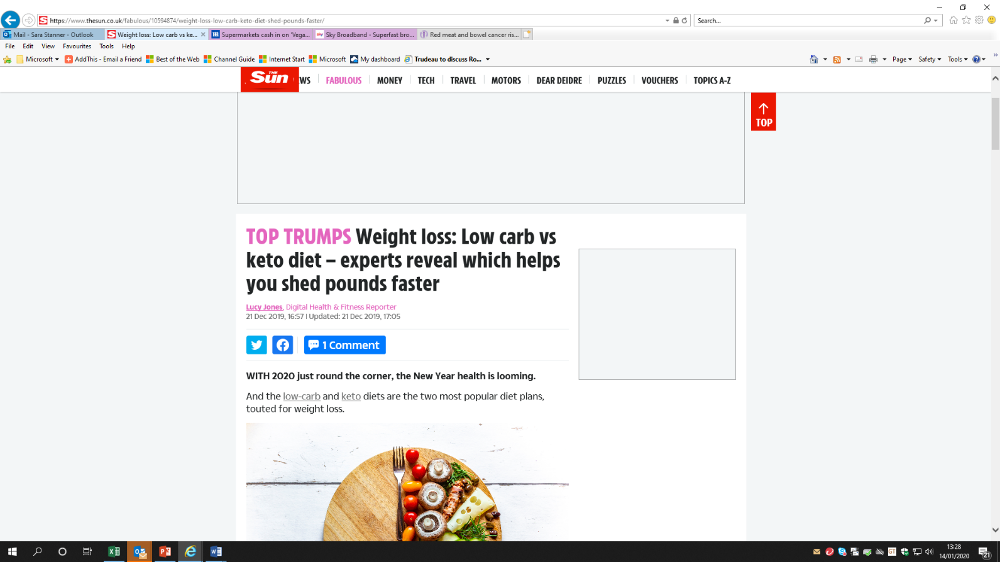 https://www.thesun.co.uk/fabulous/10594874/weight-loss-low-carb-keto-diet-shed-pounds-faster/
Search...
Mail - Sara Stanner - Outlook
Weight loss: Low carb vs ke...
Supermarkets cash in on 'Vega...
Sky Broadband - Superfast bro...
Red meat and bowel cancer ris...
File Edit View Favourites Tools Help
Microsoft AddThis - Email a Friend Best of the Web Channel Guide Internet Start Microsoft My dashboard Trudeau to discuss Ro...
Page Safety Tools
THE Sun WS FABULOUS MONEY TECH TRAVEL MOTORS DEAR DEIDRE PUZZLES VOUCHERS TOPICS A-Z
TOP
TOP TRUMPS Weight loss: Low carb vs
keto diet – experts reveal which helps
you shed pounds faster
Lucy Jones, Digital Health & Fitness Reporter
21 Dec 2019, 16:57 | Updated: 21 Dec 2019, 17:05
1 Comment
WITH 2020 just round the corner, the New Year health is looming.
And the low-carb and keto diets are the two most popular diet plans,
touted for weight loss.
13:28
14/01/2020
21